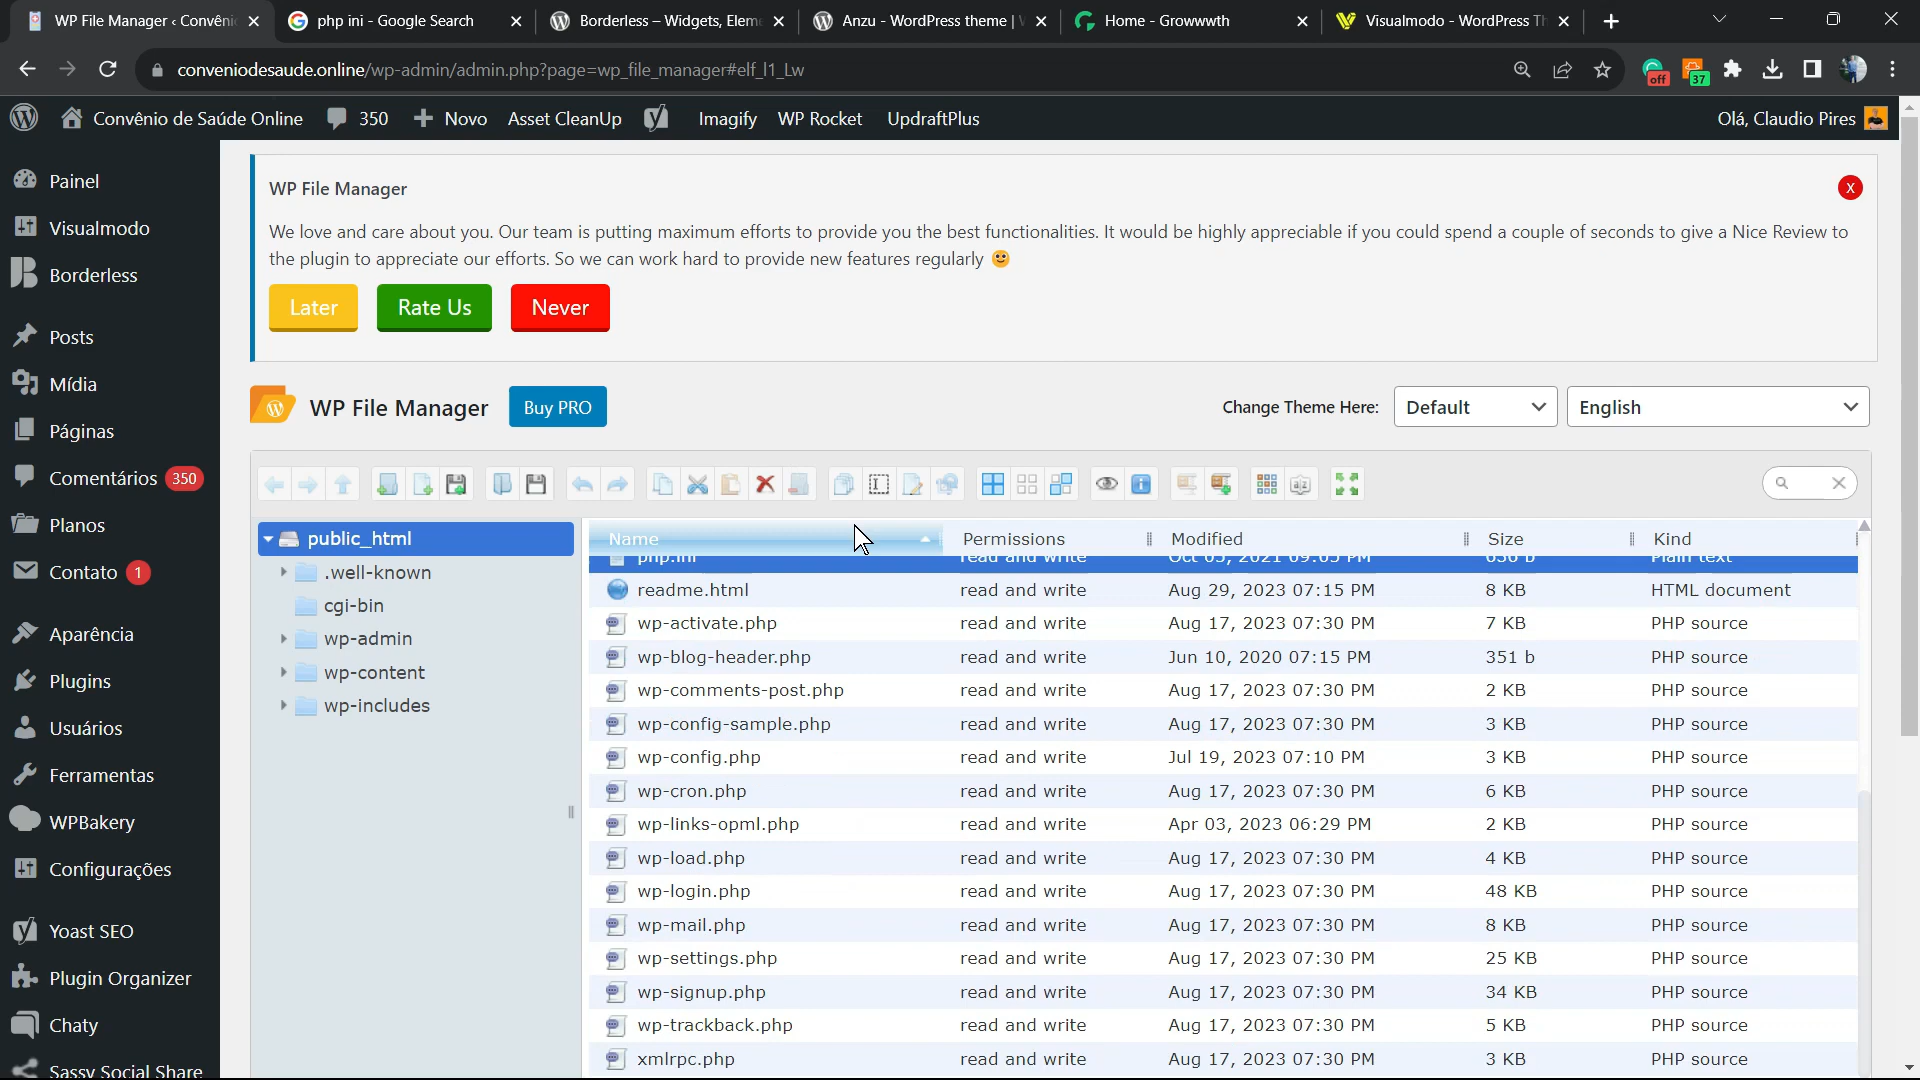 WP File Manager ‹ Convêni
php ini - Google Search
Borderless – Widgets, Elem
Anzu - WordPress theme |
Home - Growwwth
Visualmodo - WordPress Th
conveniodesaude.online/wp-admin/admin.php?page=wp_file_manager#elf_l1_Lw
off
37
Convênio de Saúde Online
350
Novo
Asset CleanUp
Imagify
WP Rocket
UpdraftPlus
Olá, Claudio Pires
Painel
Visualmodo
Borderless
Posts
Mídia
Páginas
Comentários 350
Planos
Contato 1
Aparência
Plugins
Usuários
Ferramentas
WPBakery
Configurações
Yoast SEO
Plugin Organizer
Chaty
Sassy Social Share
WP File Manager
X
We love and care about you. Our team is putting maximum efforts to provide you the best functionalities. It would be highly appreciable if you could spend a couple of seconds to give a Nice Review to
the plugin to appreciate our efforts. So we can work hard to provide new features regularly
Later
Rate Us
Never
WP File Manager
Buy PRO
Change Theme Here:
Default
English
public_html
.well-known
cgi-bin
wp-admin
wp-content
wp-includes
Name Permissions Modified Size Kind
php.ini read and write Oct 05, 2021 09:05 PM Plain text
readme.html read and write Aug 29, 2023 07:15 PM 8 KB HTML document
wp-activate.php read and write Aug 17, 2023 07:30 PM 7 KB PHP source
wp-blog-header.php read and write Jun 10, 2020 07:15 PM 351 b PHP source
wp-comments-post.php read and write Aug 17, 2023 07:30 PM 2 KB PHP source
wp-config-sample.php read and write Aug 17, 2023 07:30 PM 3 KB PHP source
wp-config.php read and write Jul 19, 2023 07:10 PM 3 KB PHP source
wp-cron.php read and write Aug 17, 2023 07:30 PM 6 KB PHP source
wp-links-opml.php read and write Apr 03, 2023 06:29 PM 2 KB PHP source
wp-load.php read and write Aug 17, 2023 07:30 PM 4 KB PHP source
wp-login.php read and write Aug 17, 2023 07:30 PM 48 KB PHP source
wp-mail.php read and write Aug 17, 2023 07:30 PM 8 KB PHP source
wp-settings.php read and write Aug 17, 2023 07:30 PM 25 KB PHP source
wp-signup.php read and write Aug 17, 2023 07:30 PM 34 KB PHP source
wp-trackback.php read and write Aug 17, 2023 07:30 PM 5 KB PHP source
xmlrpc.php read and write Aug 17, 2023 07:30 PM 3 KB PHP source